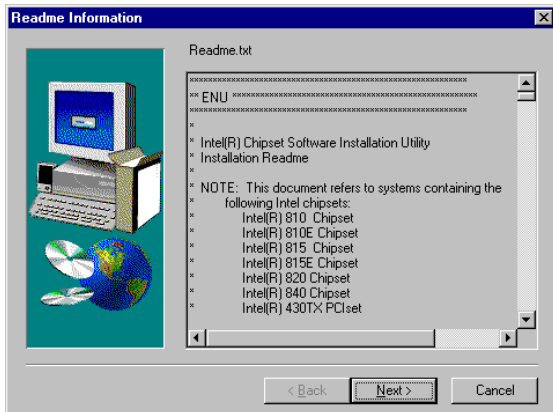 Readme Information
Readme.txt
************************************************************
** ENU ******************************************************
************************************************************
*
* Intel(R) Chipset Software Installation Utility
* Installation Readme
*
* NOTE: This document refers to systems containing the
* following Intel chipsets:
* Intel(R) 810 Chipset
* Intel(R) 810E Chipset
* Intel(R) 815 Chipset
* Intel(R) 815E Chipset
* Intel(R) 820 Chipset
* Intel(R) 840 Chipset
* Intel(R) 430TX PCIset
< Back Next > Cancel